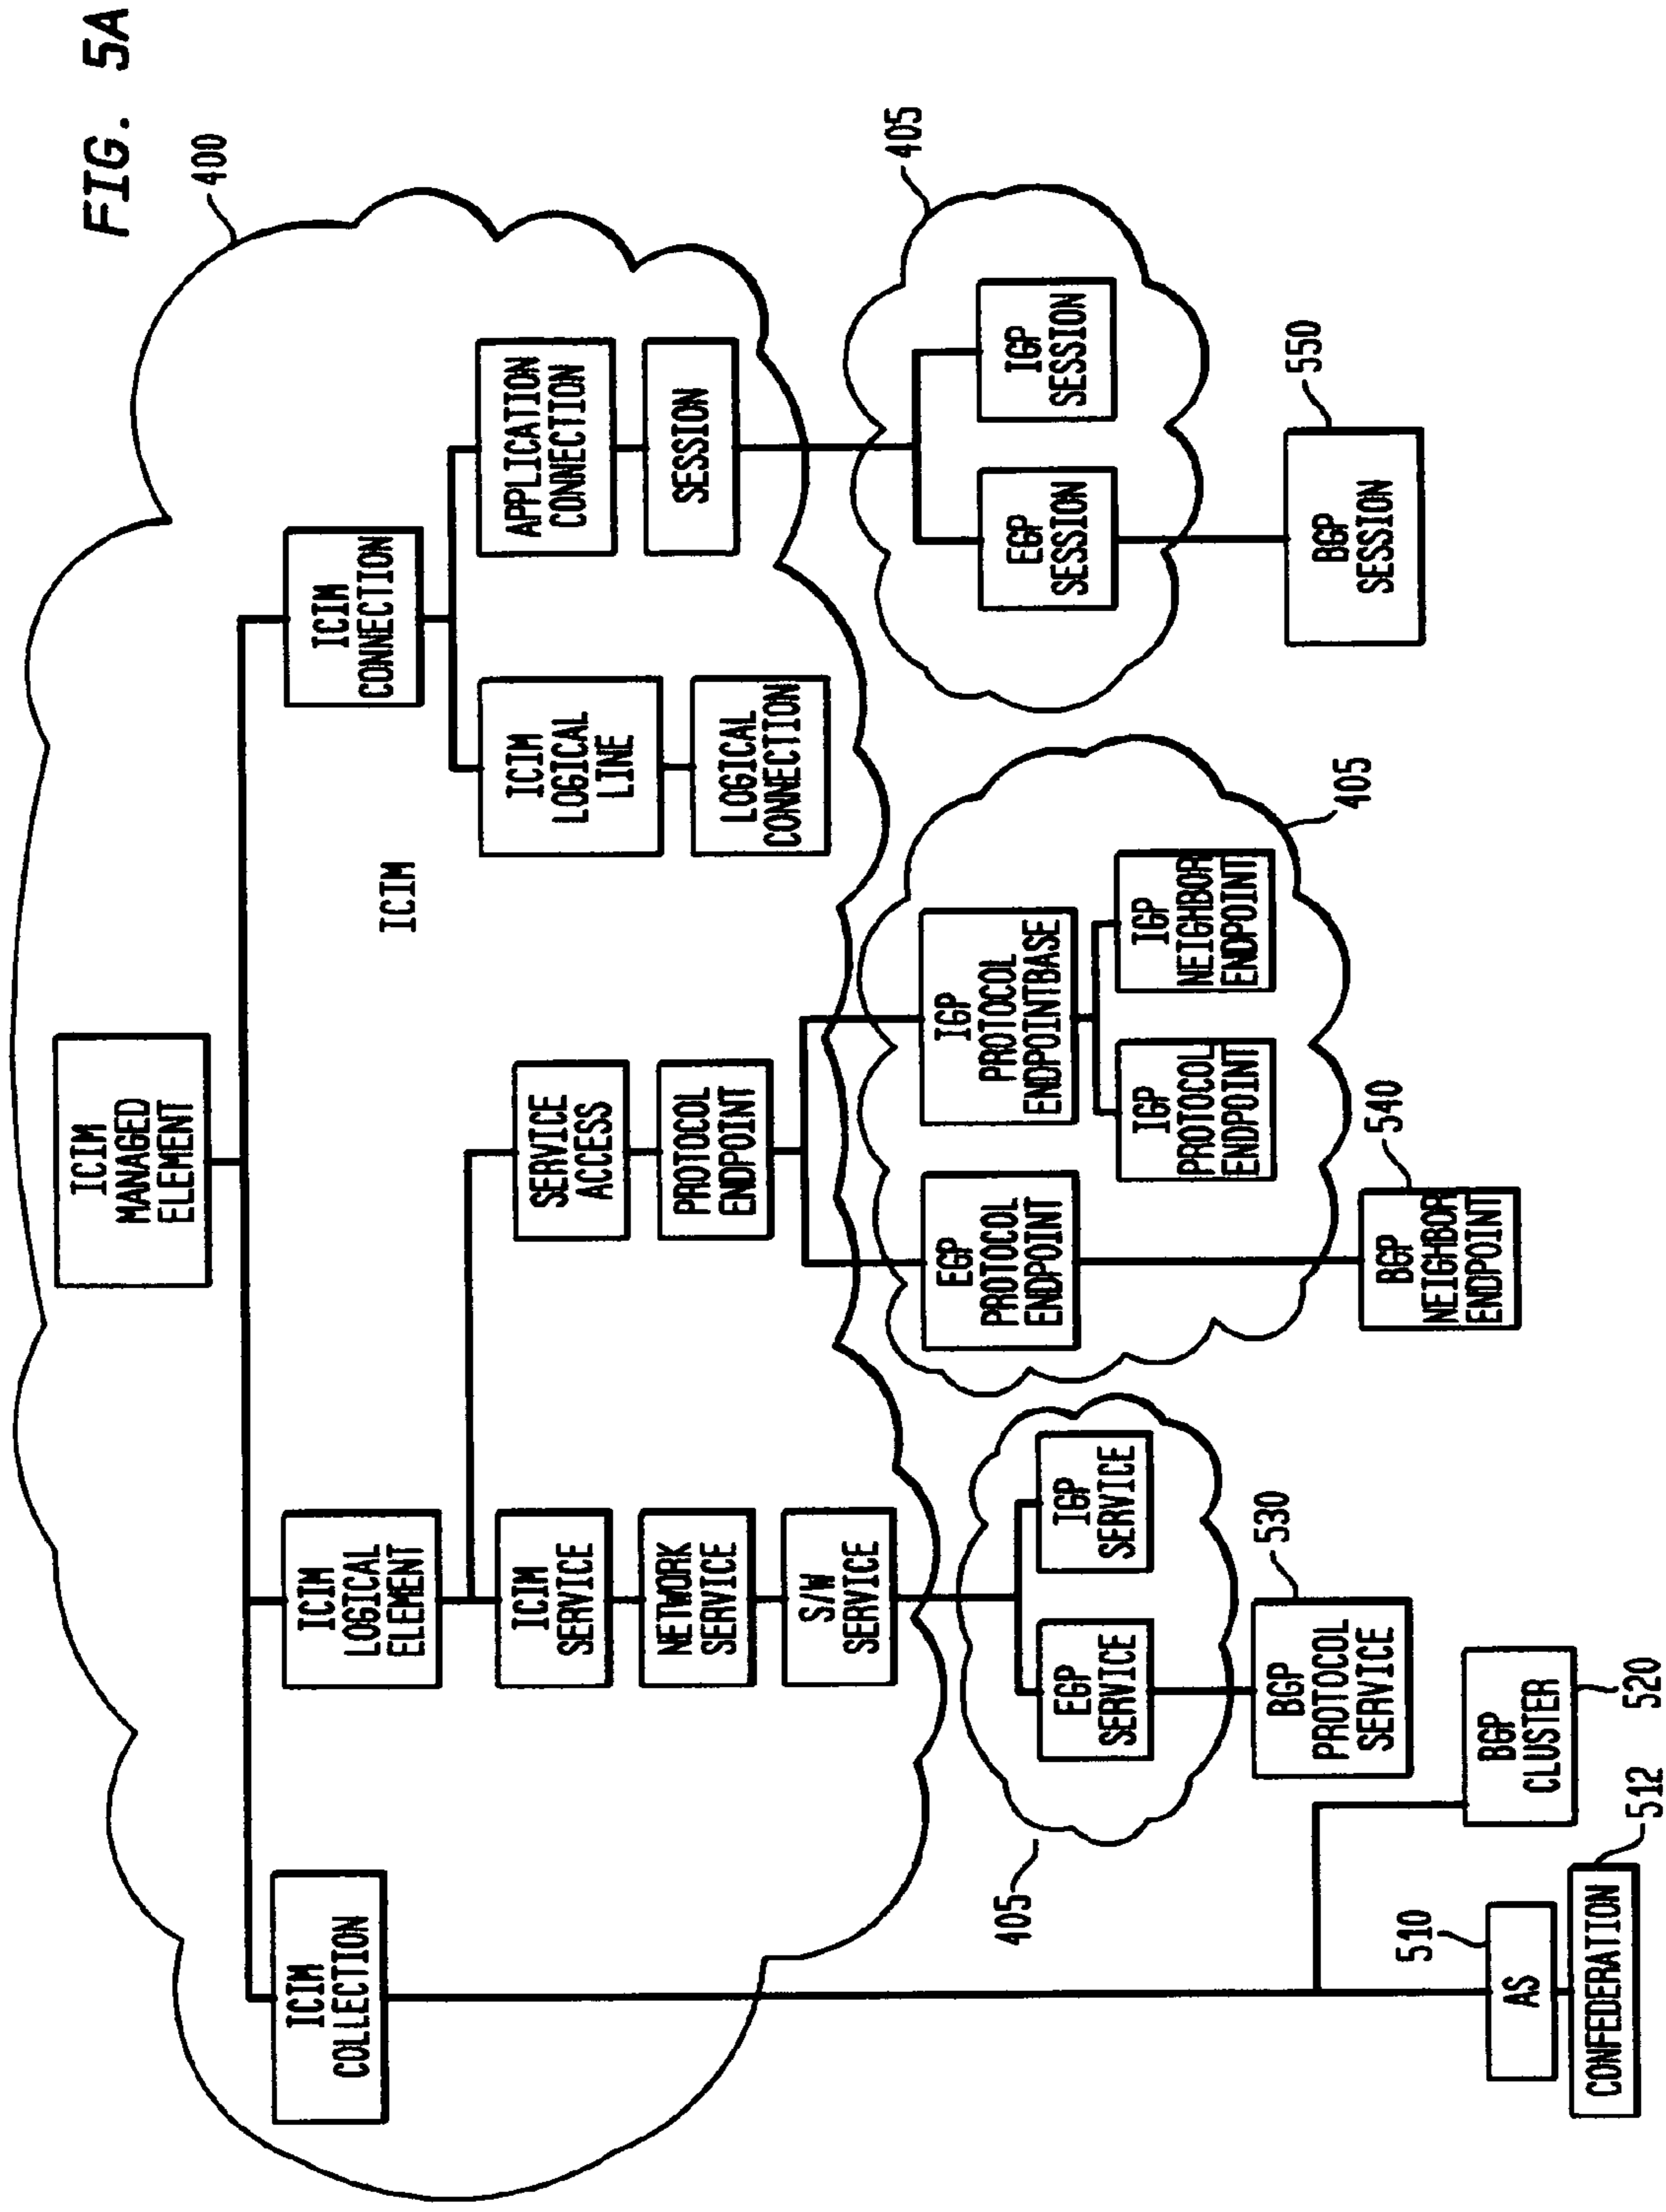 FIG. 5A
400
ICIM
MANAGED
ELEMENT
ICIM
COLLECTION
ICIM
LOGICAL
ELEMENT
ICIM
CONNECTION
ICIM
ICIM
SERVICE
NETWORK
SERVICE
S/W
SERVICE
SERVICE
ACCESS
PROTOCOL
ENDPOINT
ICIM
LOGICAL
LINE
LOGICAL
CONNECTION
APPLICATION
CONNECTION
SESSION
405
EGP
SERVICE
IGP
SERVICE
EGP
PROTOCOL
ENDPOINT
IGP
PROTOCOL
ENDPOINTBASE
IGP
PROTOCOL
ENDPOINT
IGP
NEIGHBOR
ENDPOINT
405
EGP
SESSION
IGP
SESSION
405
BGP
PROTOCOL
SERVICE
530
BGP
NEIGHBOR
ENDPOINT
540
BGP
SESSION
550
510
AS
CONFEDERATION
512
BGP
CLUSTER
520